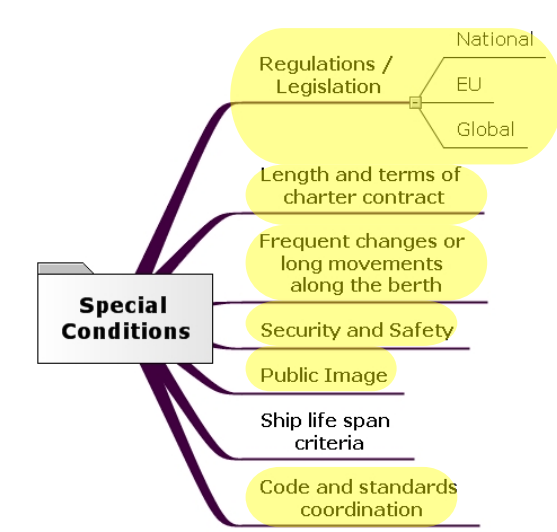 National
Regulations /
Legislation
EU
Global
Length and terms of
charter contract
Frequent changes or
long movements
along the berth
Special
Conditions
Security and Safety
Public Image
Ship life span
criteria
Code and standards
coordination